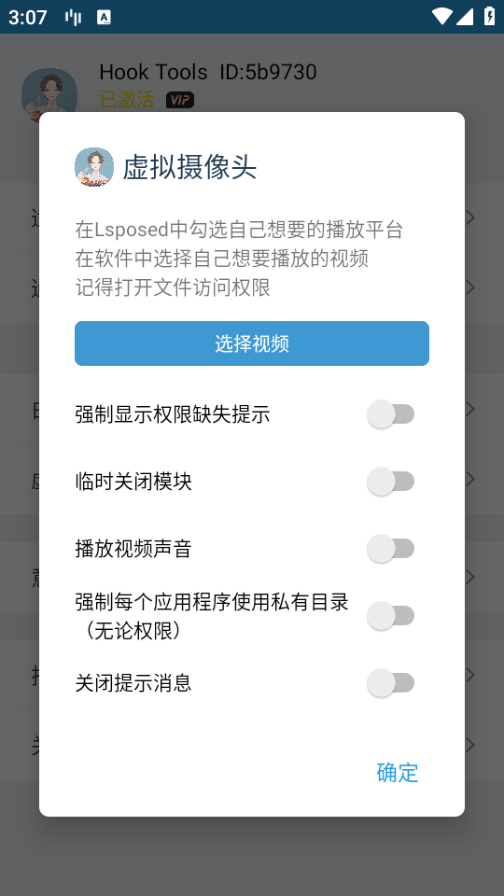 3:07
A
Hook Tools ID:5b9730
已激活 VIP
虚拟摄像头
在Lsposed中勾选自己想要的播放平台
在软件中选择自己想要播放的视频
记得打开文件访问权限
选择视频
强制显示权限缺失提示
临时关闭模块
播放视频声音
强制每个应用程序使用私有目录
（无论权限）
关闭提示消息
确定